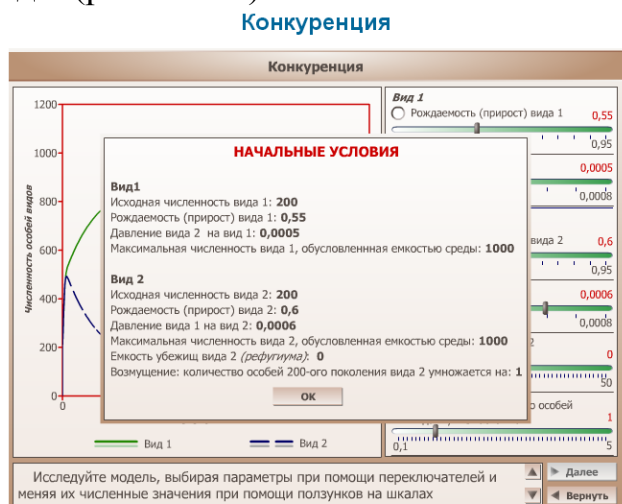 Конкуренция
Конкуренция
1200
1000
800
600
400
200
0
0
Численность особей видов
Вид 1
Вид 2
НАЧАЛЬНЫЕ УСЛОВИЯ
Вид1
Исходная численность вида 1: 200
Рождаемость (прирост) вида 1: 0,55
Давление вида 2 на вид 1: 0,0005
Максимальная численность вида 1, обусловленнная емкостью среды: 1000
Вид 2
Исходная численность вида 2: 200
Рождаемость (прирост) вида 2: 0,6
Давление вида 1 на вид 2: 0,0006
Максимальная численность вида 2, обусловленная емкостью среды: 1000
Емкость убежищ вида 2 (рефугиума): 0
Возмущение: количество особей 200-ого поколения вида 2 умножается на: 1
ОК
Вид 1
Рождаемость (прирост) вида 1 0,55
0,95
0,0005
0,0008
вида 2 0,6
0,95
0,0006
0,0008
2
0
50
особей
1
0,1 5
Исследуйте модель, выбирая параметры при помощи переключателей и
меняя их численные значения при помощи ползунков на шкалах
Далее
Вернуть